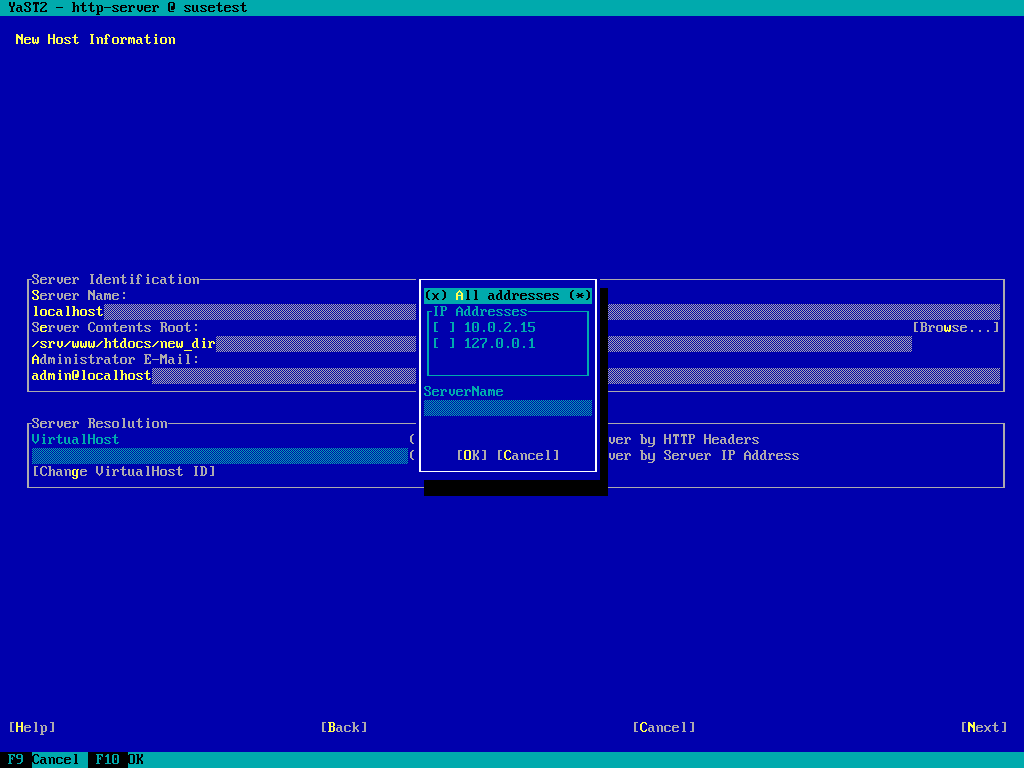 YaST2 - http-server @ susetest
New Host Information
Server Identification
Server Name:
localhost
Server Contents Root: [Browse...]
/srv/www/htdocs/new_dir
Administrator E-Mail:
admin@localhost
(x) All addresses (*)
IP Addresses
[ ] 10.0.2.15
[ ] 127.0.0.1
ServerName
[OK] [Cancel]
Server Resolution
VirtualHost ( ver by HTTP Headers
( ver by Server IP Address
[Change VirtualHost ID]
[Help] [Back] [Cancel] [Next]
F9 Cancel F10 OK